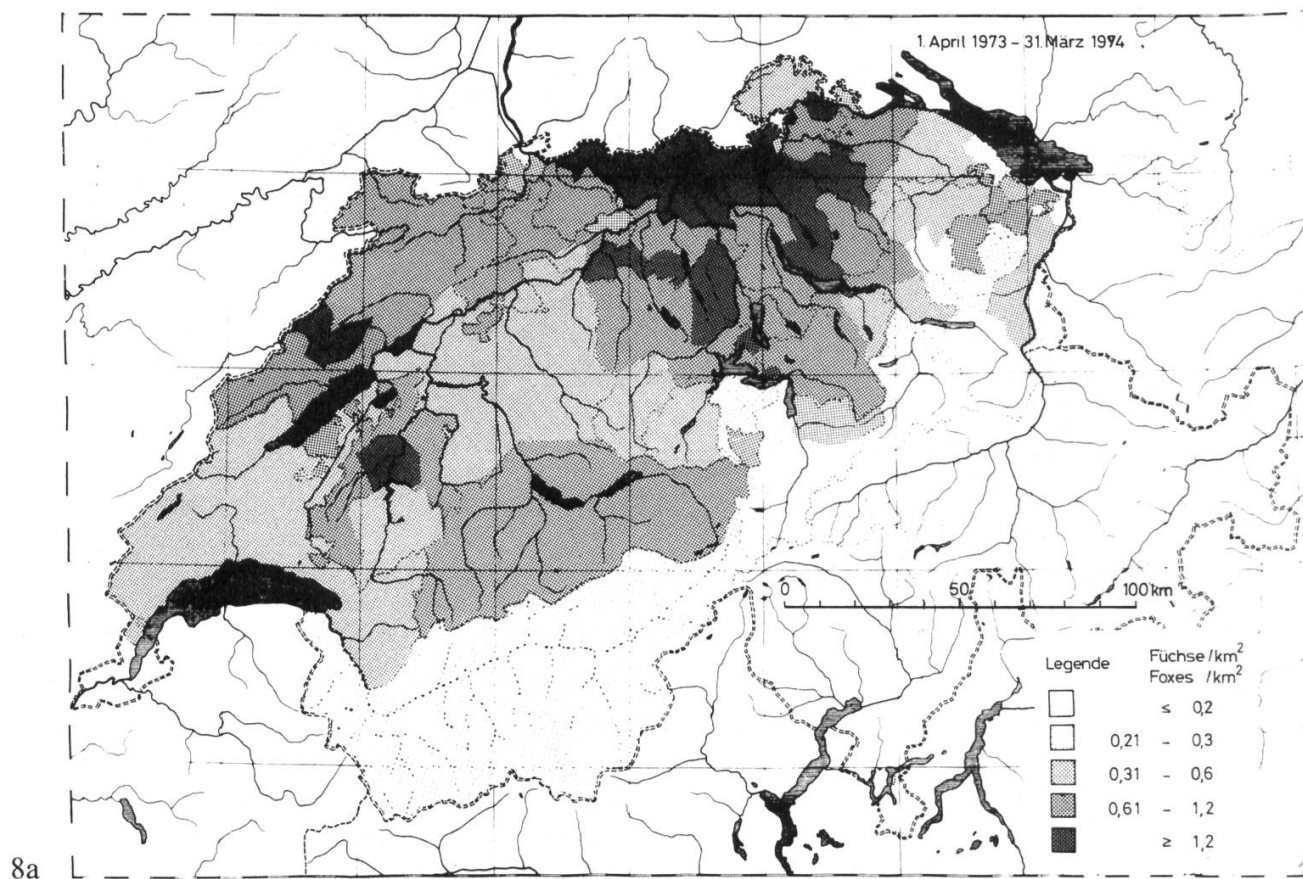 1. April 1973 – 31. März 1974
0 50 100 km
Legende Füchse/km²
Foxes /km²
≤ 0,2
0,21 – 0,3
0,31 – 0,6
0,61 – 1,2
≥ 1,2
8a